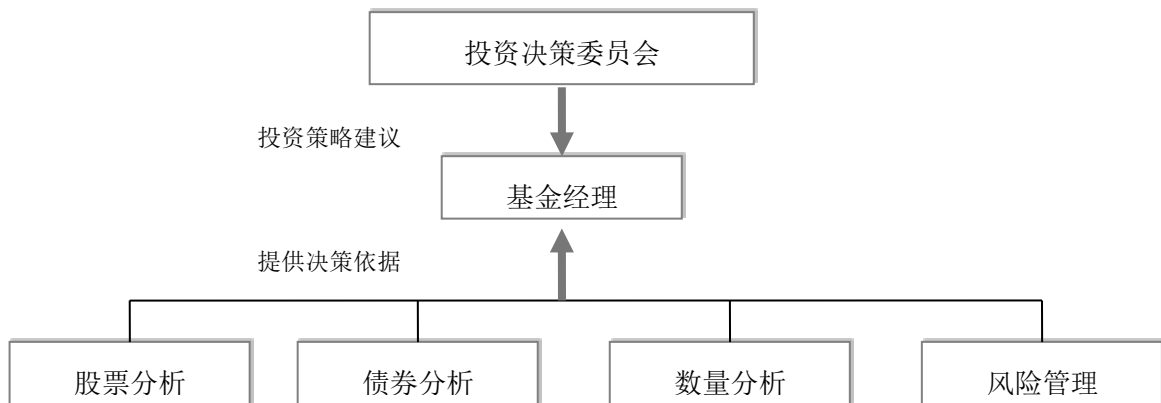 投资决策委员会
投资策略建议
基金经理
提供决策依据
股票分析
债券分析
数量分析
风险管理